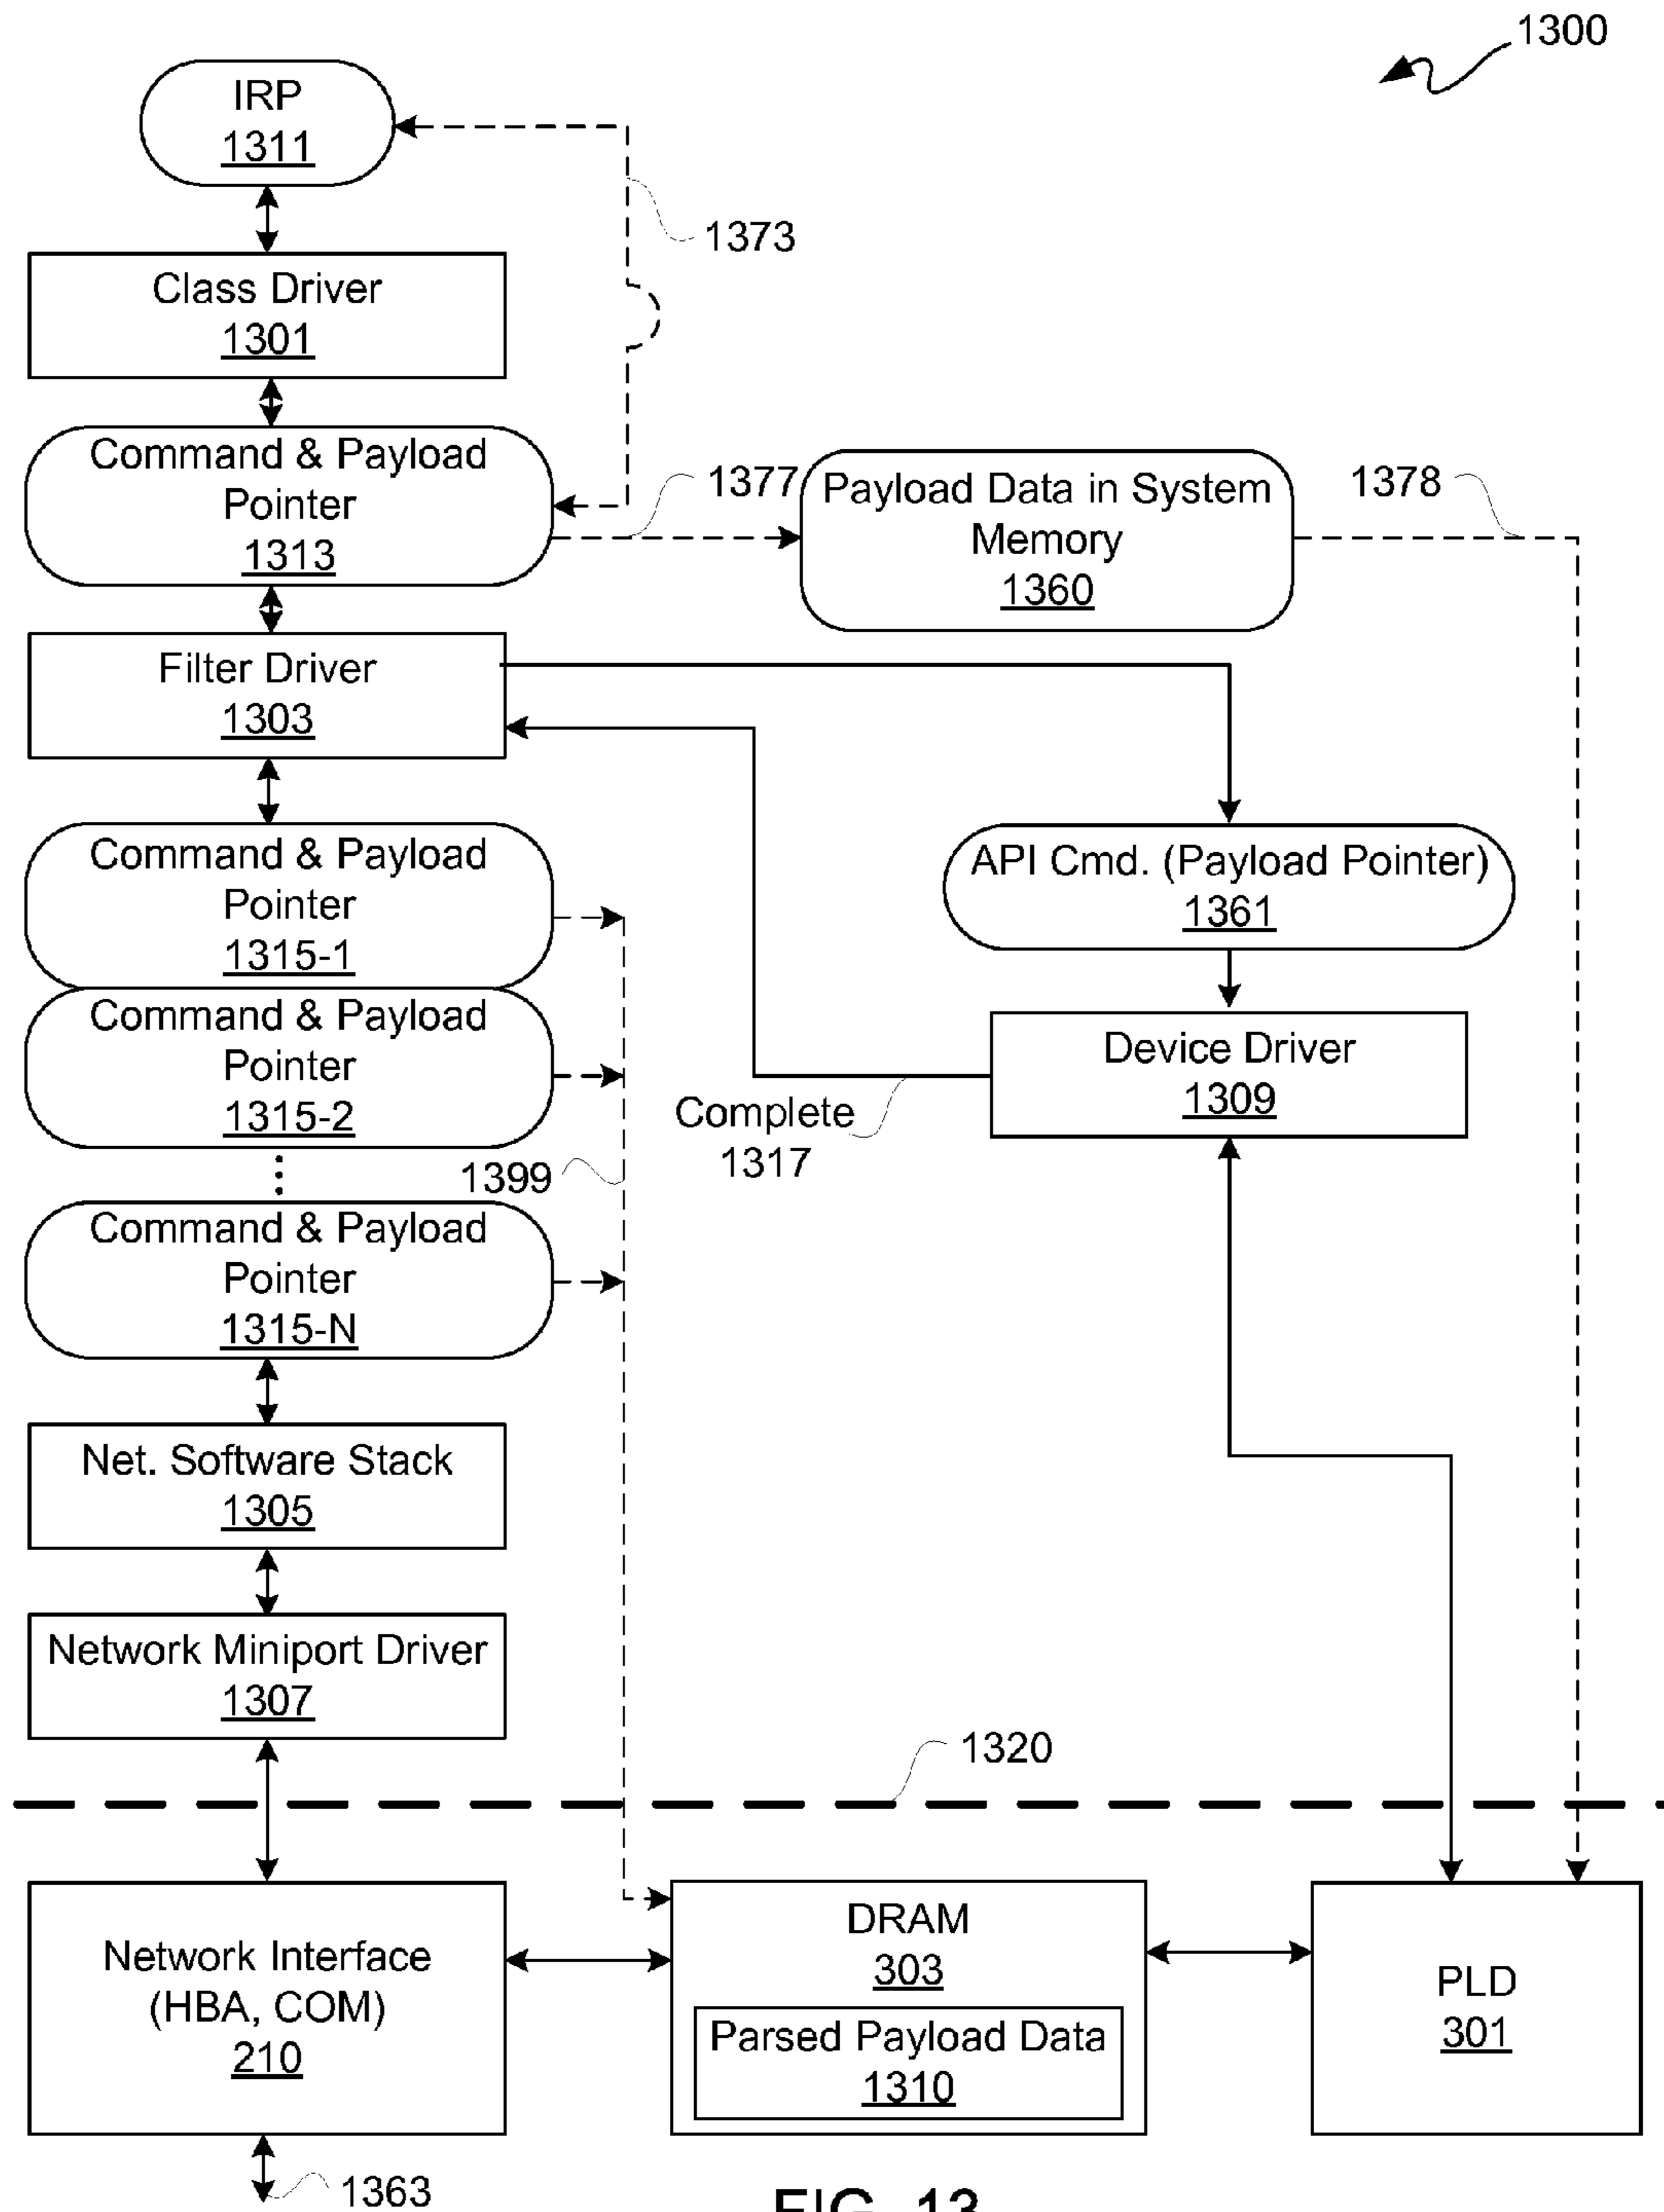 1300
IRP
1311
1373
Class Driver
1301
Command & Payload
Pointer
1313
1377
Payload Data in System
Memory
1360
1378
Filter Driver
1303
Command & Payload
Pointer
1315-1
API Cmd. (Payload Pointer)
1361
Command & Payload
Pointer
1315-2
Device Driver
1309
Complete
1317
1399
Command & Payload
Pointer
1315-N
Net. Software Stack
1305
Network Miniport Driver
1307
1320
Network Interface
(HBA, COM)
210
DRAM
303
Parsed Payload Data
1310
PLD
301
1363
FIG. 13